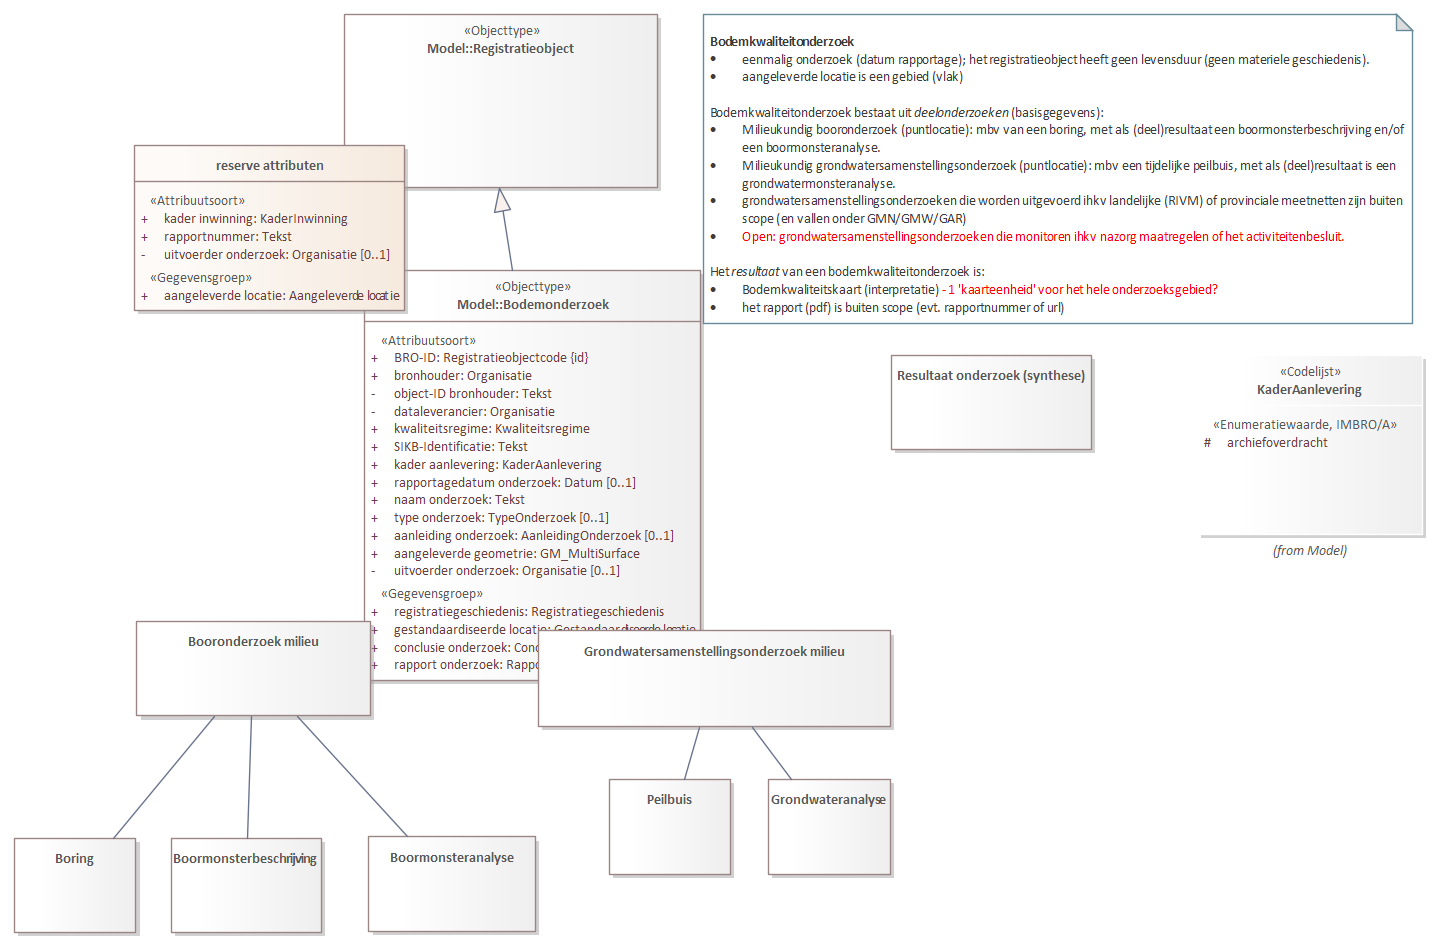 «Objecttype»
Model::Registratieobject
reserve attributen
«Attribuutsoort»
+ kader inwinning: KaderInwinning
+ rapportnummer: Tekst
- uitvoerder onderzoek: Organisatie [0..1]
«Gegevensgroep»
+ aangeleverde locatie: Aangeleverde locatie
Bodemkwaliteitonderzoek
• eenmalig onderzoek (datum rapportage); het registratieobject heeft geen levensduur (geen materiele geschiedenis).
• aangeleverde locatie is een gebied (vlak)
Bodemkwaliteitonderzoek bestaat uit deelonderzoeken (basisgegevens):
• Milieukundig booronderzoek (puntlocatie): mbv van een boring, met als (deel)resultaat een boormonsterbeschrijving en/of
een boormonsteranalyse.
• Milieukundig grondwatersamenstellingsonderzoek (puntlocatie): mbv een tijdelijke peilbuis, met als (deel)resultaat is een
grondwatermonsteranalyse.
• grondwatersamenstellingsonderzoeken die worden uitgevoerd ihkv landelijke (RIVM) of provinciale meetnetten zijn buiten
scope (en vallen onder GMN/GMW/GAR)
• Open: grondwatersamenstellingsonderzoeken die monitoren ihkv nazorg maatregelen of het activiteitenbesluit.
Het resultaat van een bodemkwaliteitonderzoek is:
• Bodemkwaliteitskaart (interpretatie) - 1 'kaarteenheid' voor het hele onderzoeksgebied?
• het rapport (pdf) is buiten scope (evt. rapportnummer of url)
«Objecttype»
Model::Bodemonderzoek
«Attribuutsoort»
+ BRO-ID: Registratieobjectcode {id}
+ bronhouder: Organisatie
- object-ID bronhouder: Tekst
- dataleverancier: Organisatie
+ kwaliteitsregime: Kwaliteitsregime
+ SIKB-Identificatie: Tekst
+ kader aanlevering: KaderAanlevering
+ rapportagedatum onderzoek: Datum [0..1]
+ naam onderzoek: Tekst
+ type onderzoek: TypeOnderzoek [0..1]
+ aanleiding onderzoek: AanleidingOnderzoek [0..1]
+ aangeleverde geometrie: GM_MultiSurface
- uitvoerder onderzoek: Organisatie [0..1]
«Gegevensgroep»
+ registratiegeschiedenis: Registratiegeschiedenis
+ gestandaardiseerde locatie: Gestandaardiseerde locatie
+ conclusie onderzoek: Conc
+ rapport onderzoek: Rappo
Resultaat onderzoek (synthese)
«Codelijst»
KaderAanlevering
«Enumeratiewaarde, IMBRO/A»
# archiefoverdracht
(from Model)
Booronderzoek milieu
Grondwatersamenstellingsonderzoek milieu
Peilbuis
Grondwateranalyse
Boring
Boormonsterbeschrijving
Boormonsteranalyse